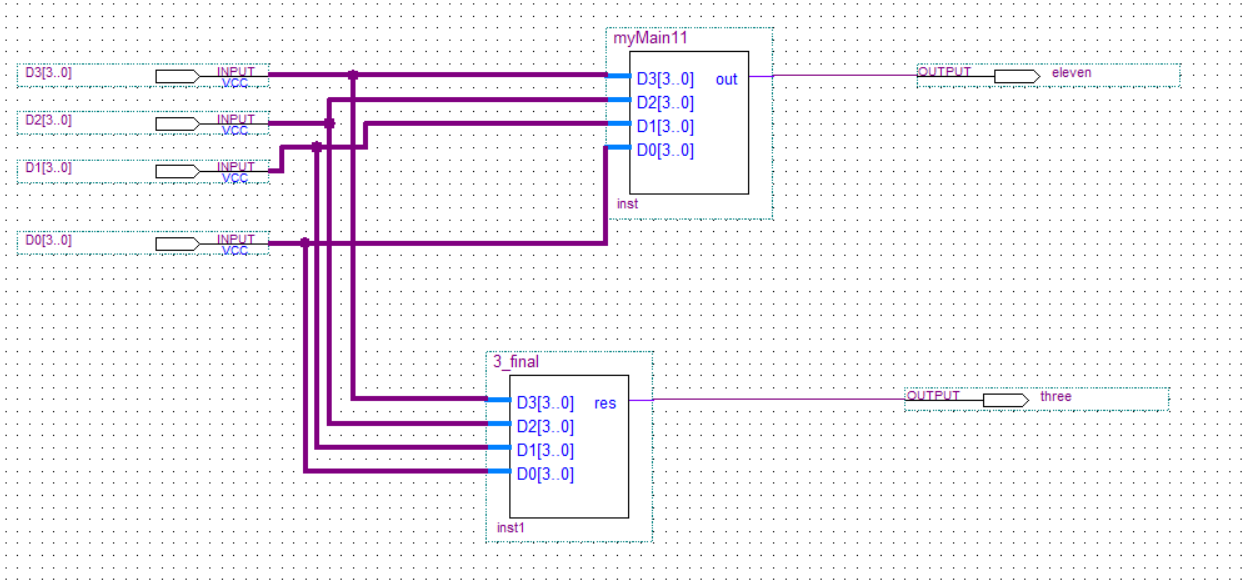 myMain11
D3[3..0] INPUT VCC
D3[3..0] out
OUTPUT eleven
D2[3..0] INPUT VCC
D2[3..0]
D1[3..0] INPUT VCC
D1[3..0]
D0[3..0]
inst
D0[3..0] INPUT VCC
3_final
D3[3..0] res
OUTPUT three
D2[3..0]
D1[3..0]
D0[3..0]
inst1